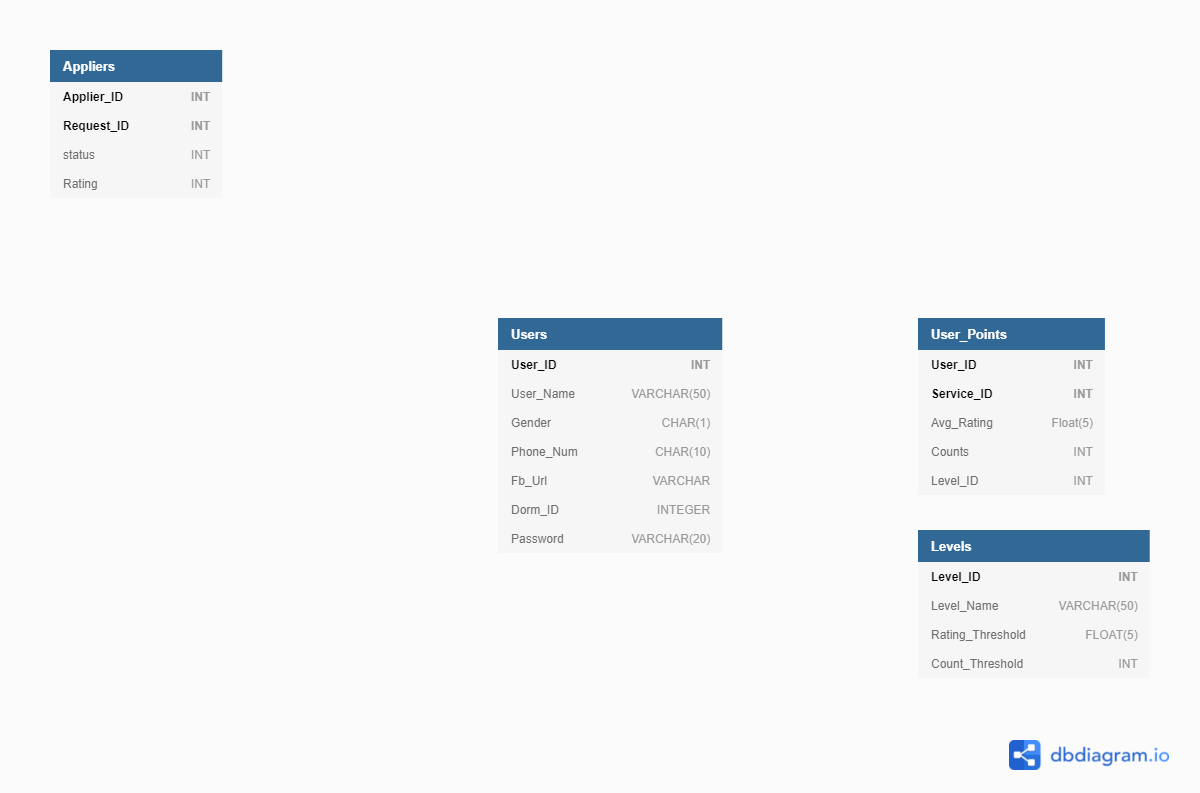 Appliers
Applier_ID INT
Request_ID INT
status INT
Rating INT
Users
User_ID INT
User_Name VARCHAR(50)
Gender CHAR(1)
Phone_Num CHAR(10)
Fb_Url VARCHAR
Dorm_ID INTEGER
Password VARCHAR(20)
User_Points
User_ID INT
Service_ID INT
Avg_Rating Float(5)
Counts INT
Level_ID INT
Levels
Level_ID INT
Level_Name VARCHAR(50)
Rating_Threshold FLOAT(5)
Count_Threshold INT
dbdiagram.io